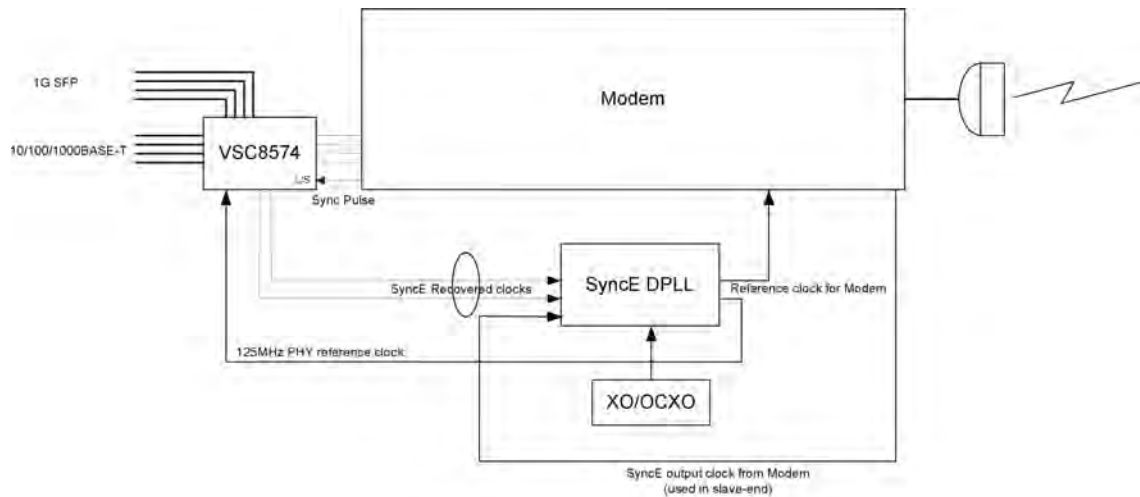 1G SFP
Modem
10/100/1000BASE-T
VSC8574
L/S
Sync Pulse
SyncE Recovered clocks
SyncE DPLL
Reference clock for Modem
125MHz PHY reference clock
XO/OCXO
SyncE output clock from Modem
(used in slave-end)